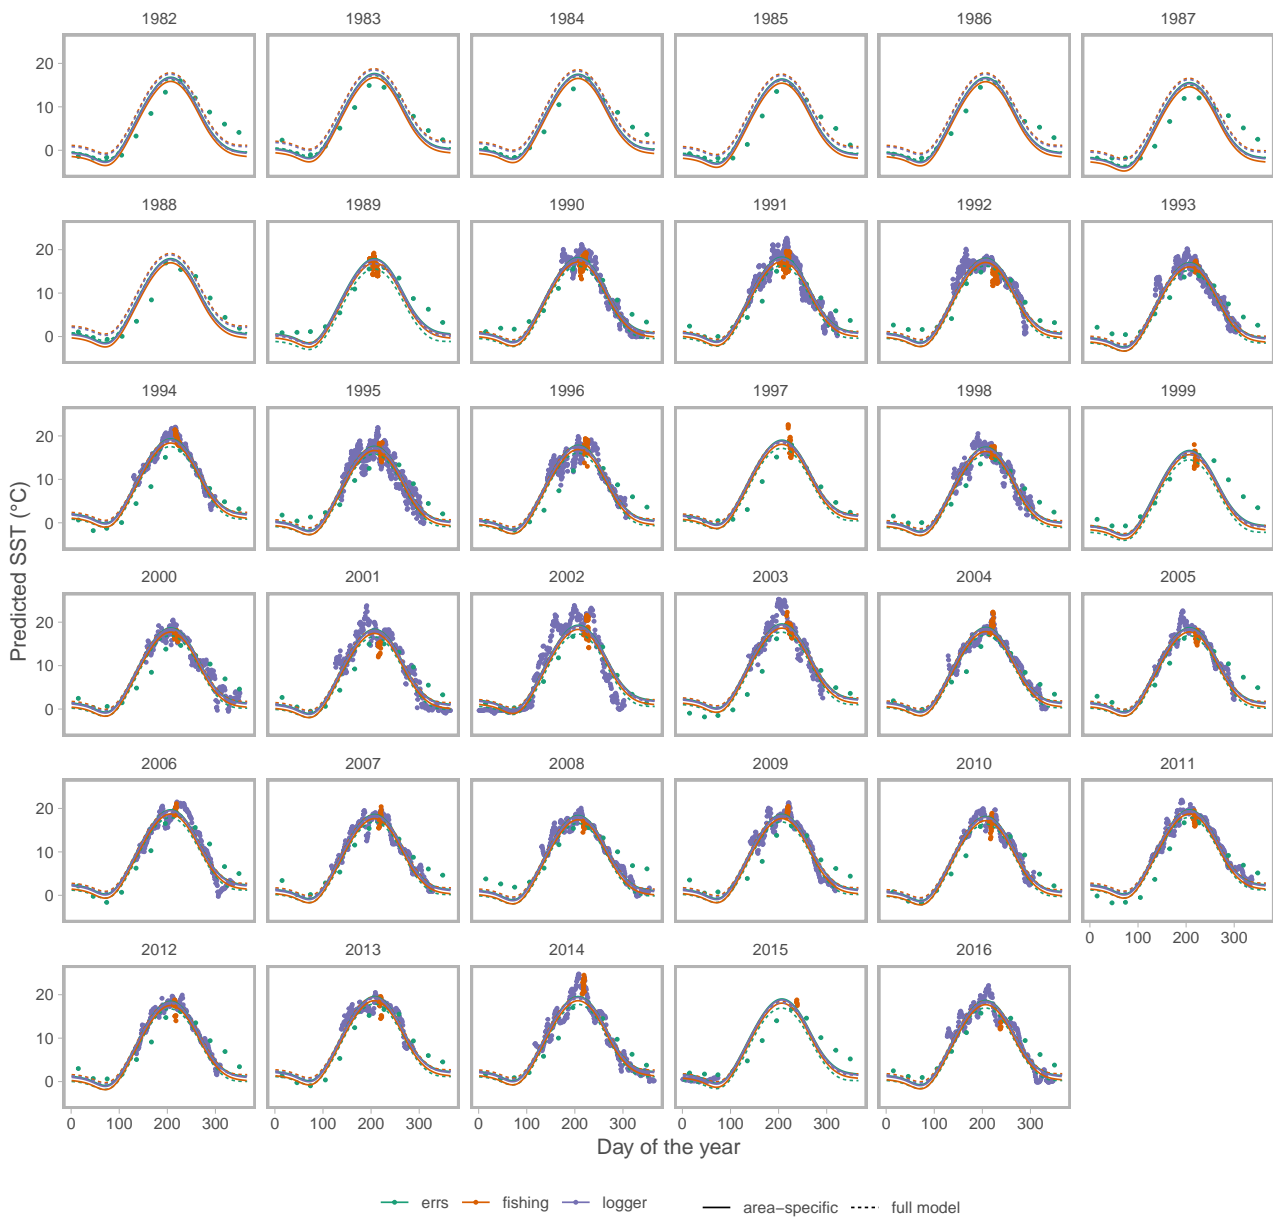 1982 1983 1984 1985 1986 1987
20
10
0
1988 1989 1990 1991 1992 1993
20
10
0
1994 1995 1996 1997 1998 1999
20
10
0
2000 2001 2002 2003 2004 2005
20
10
0
2006 2007 2008 2009 2010 2011
20
10
0
0 100 200 300
2012 2013 2014 2015 2016
20
10
0
0 100 200 300 0 100 200 300 0 100 200 300 0 100 200 300 0 100 200 300
Predicted SST (°C)
Day of the year
errs fishing logger area−specific full model